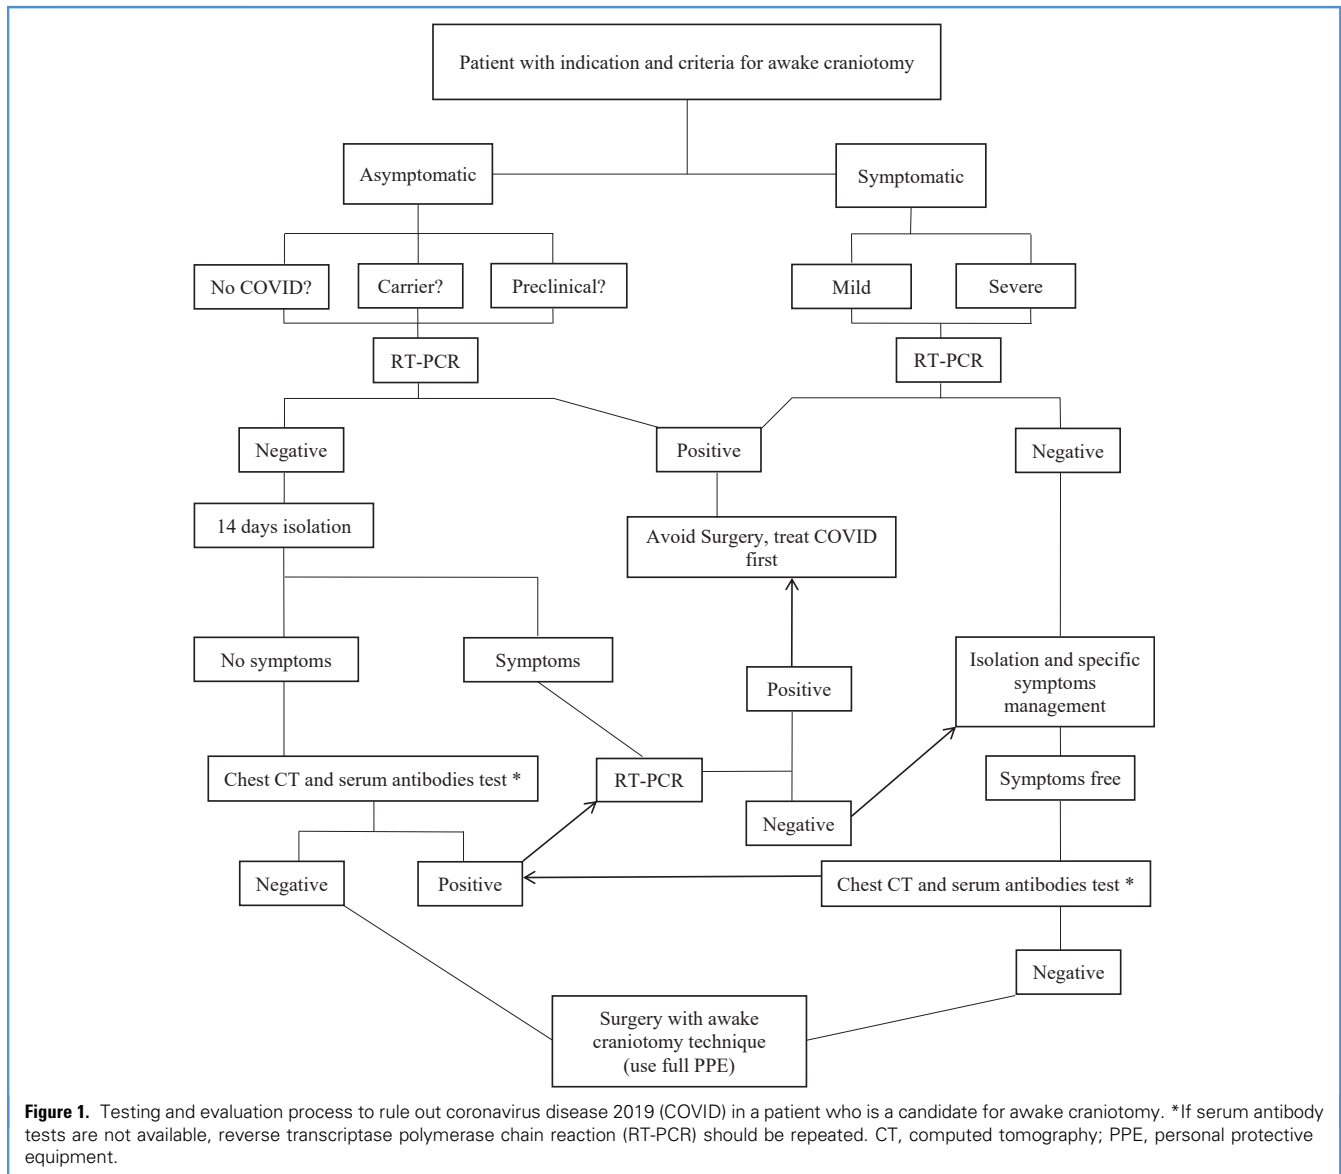 Patient with indication and criteria for awake craniotomy
Asymptomatic
Symptomatic
No COVID?
Carrier?
Preclinical?
Mild
Severe
RT-PCR
RT-PCR
Negative
Positive
Negative
14 days isolation
Avoid Surgery, treat COVID
first
No symptoms
Symptoms
Positive
Isolation and specific
symptoms
management
Chest CT and serum antibodies test *
RT-PCR
Symptoms free
Negative
Negative
Positive
Chest CT and serum antibodies test *
Negative
Surgery with awake
craniotomy technique
(use full PPE)
Figure 1. Testing and evaluation process to rule out coronavirus disease 2019 (COVID) in a patient who is a candidate for awake craniotomy. *If serum antibody
tests are not available, reverse transcriptase polymerase chain reaction (RT-PCR) should be repeated. CT, computed tomography; PPE, personal protective
equipment.